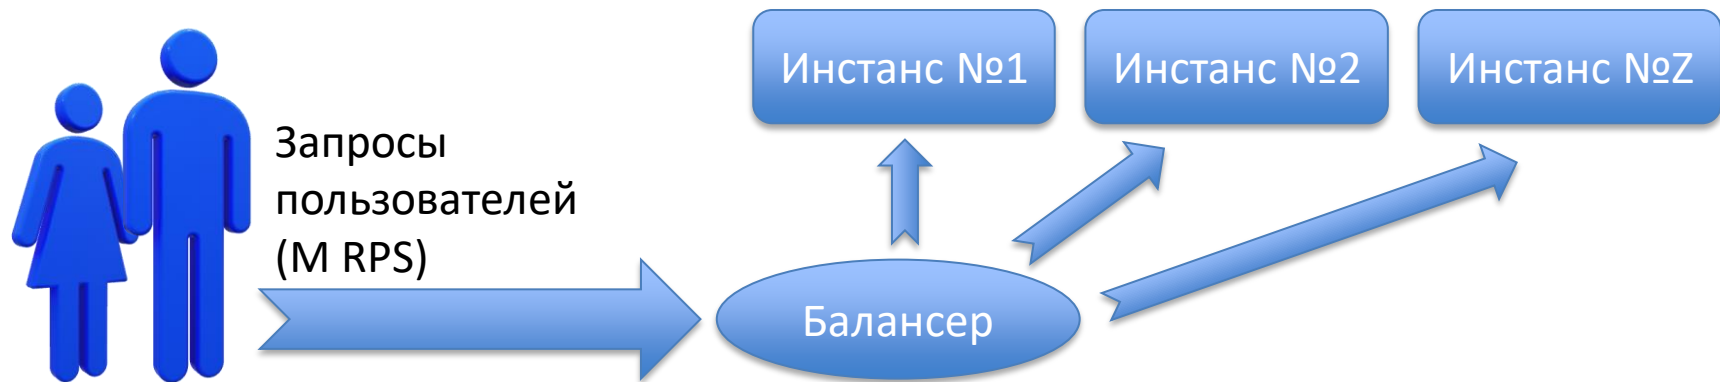 Инстанс №1
Инстанс №2
Инстанс №Z
Запросы
пользователей
(M RPS)
Балансер